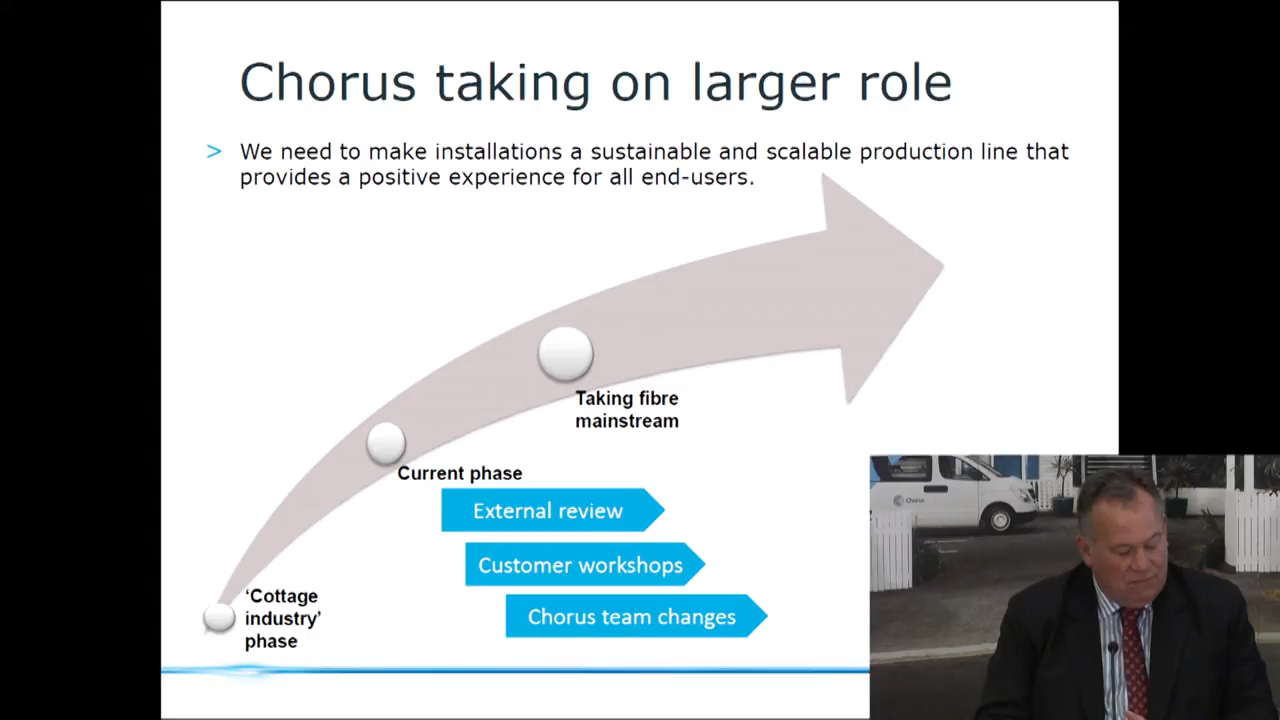 Chorus taking on larger role
> We need to make installations a sustainable and scalable production line that
provides a positive experience for all end-users.
Taking fibre
mainstream
Current phase
External review
Customer workshops
Chorus team changes
‘Cottage
industry’
phase
Chorus